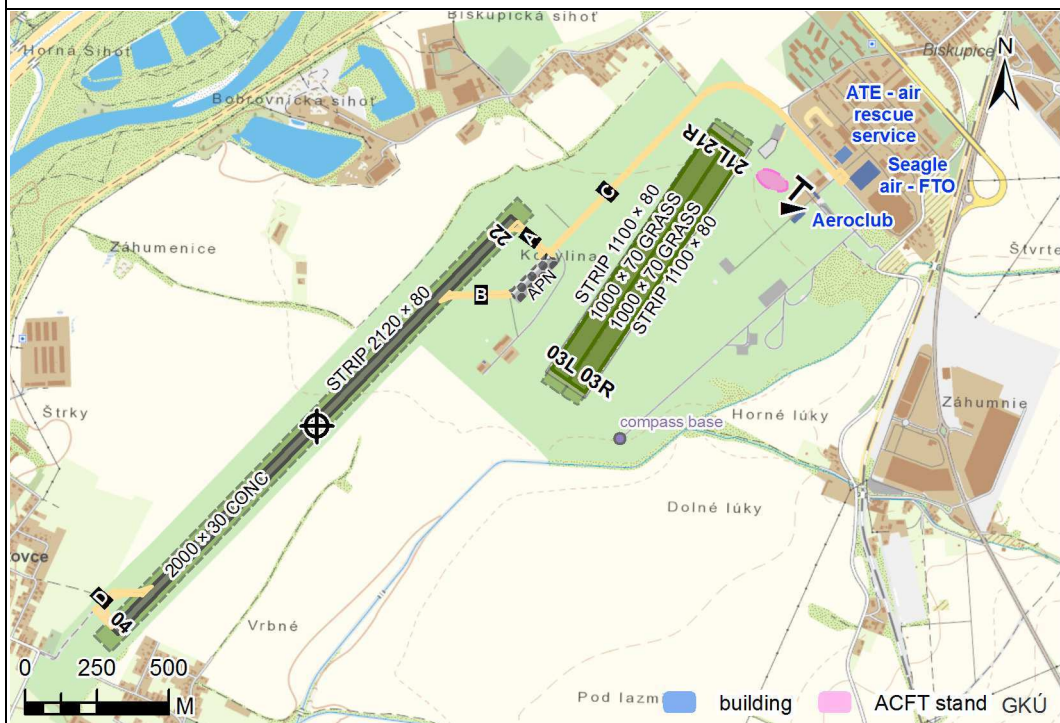 Biskupická sihoť
Horná Sihoť
Biskupice
N
Bobrovnícka sihoť
ATE - air
rescue
service
21L 21R
Seagle
air - FTO
C
T
Aeroclub
22
A
Záhumenice
APN
B
STRIP 1100 × 80
1000 ×70 GRASS
1000 ×70 GRASS
STRIP 1100 × 80
STRIP 2120 × 80
03L 03R
Štrky
compass base
Horné lúky
Záhumnie
Dolné lúky
2000 × 30 CONC
D
04
Vrbné
0 250 500
M
building
ACFT stand
GKÚ